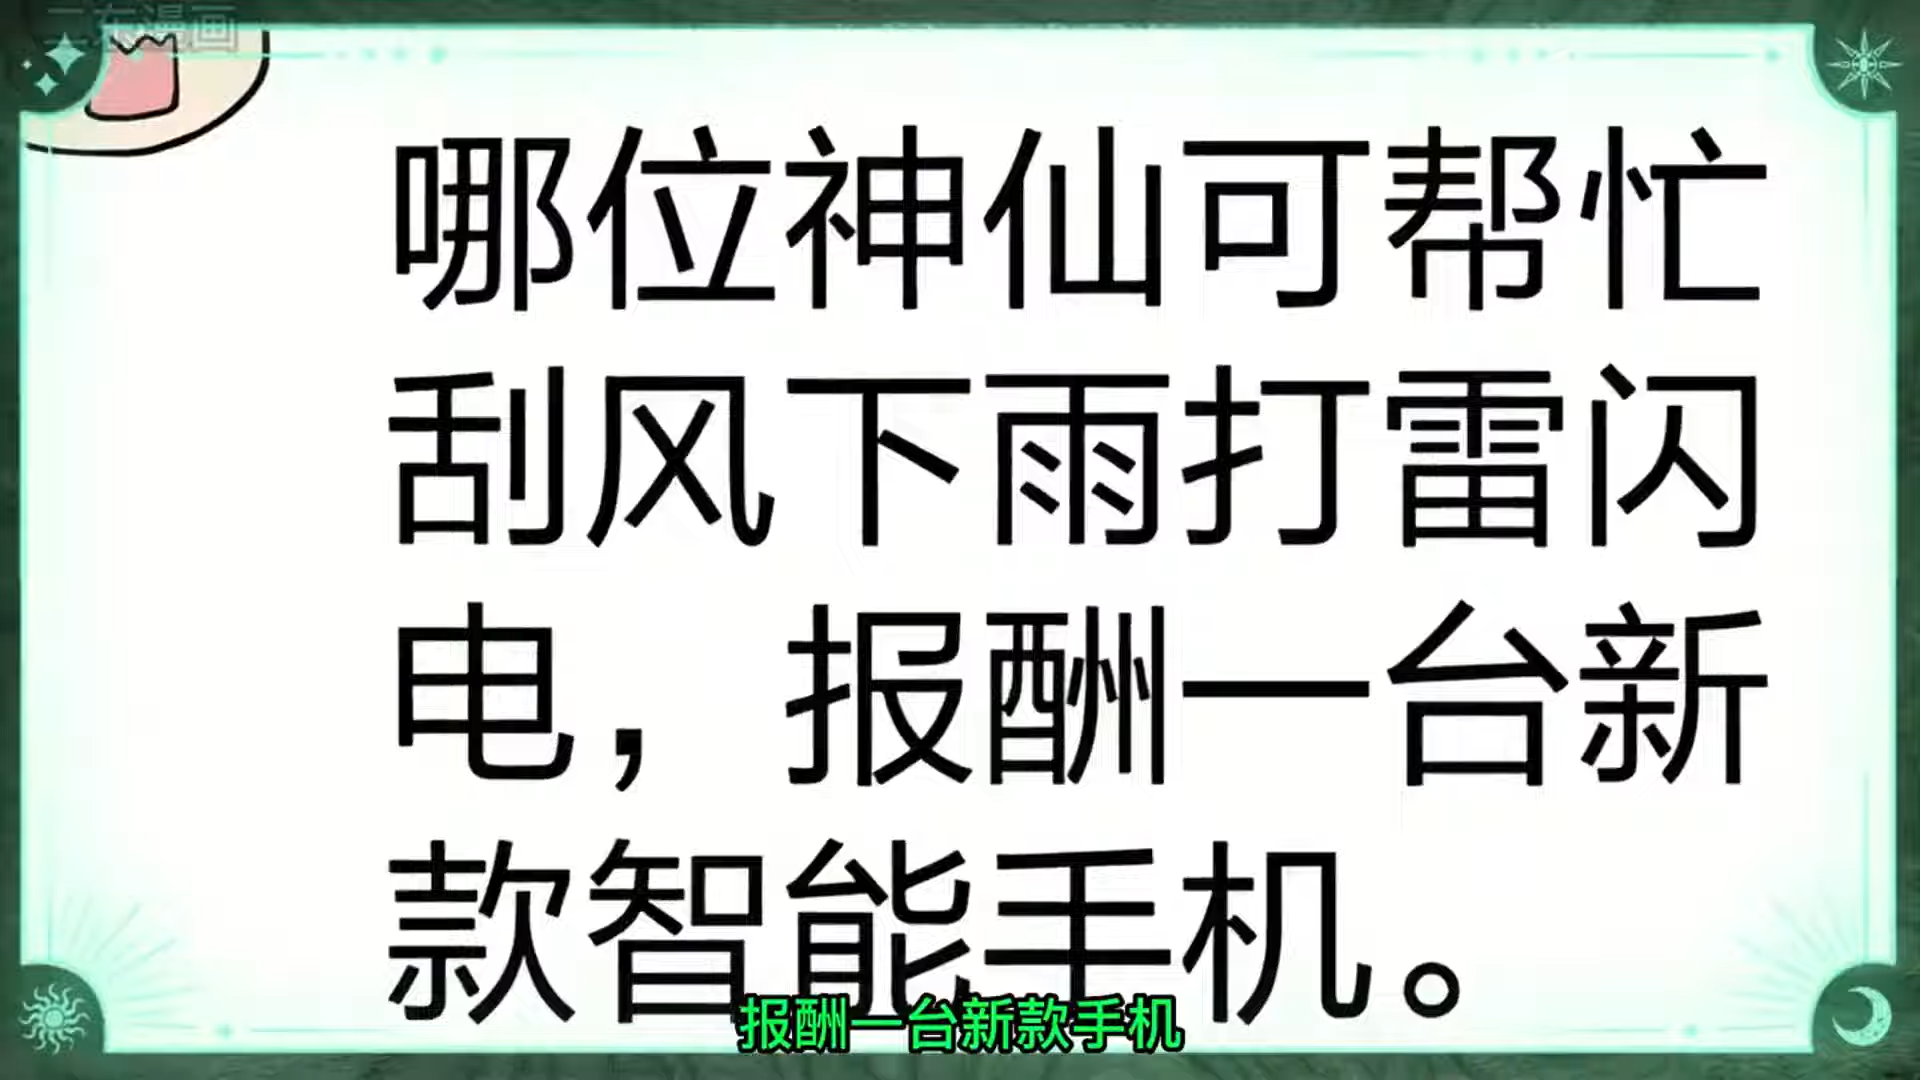 哪位神仙可帮忙
刮风下雨打雷闪
电，报酬一台新
款智能手机。
报酬一台新款手机